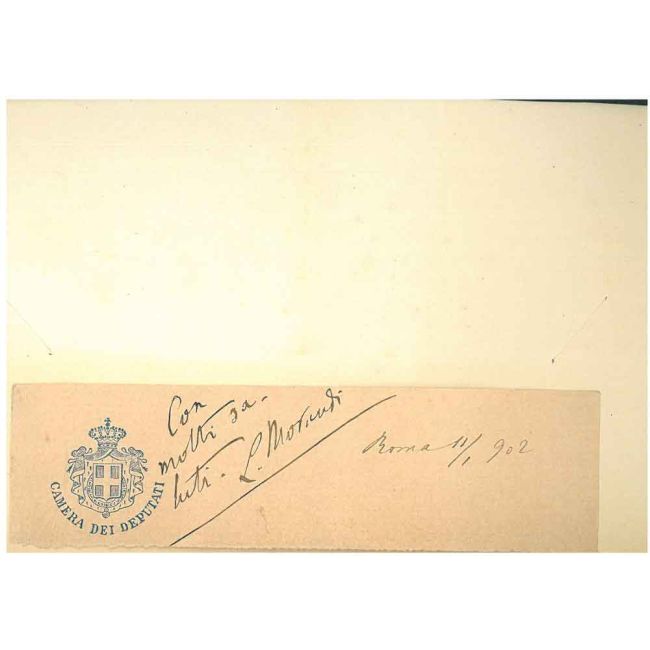 CAMERA DEI DEPUTATI
Con
molti sa-
luti. L. Morandi
Roma 11/1 902